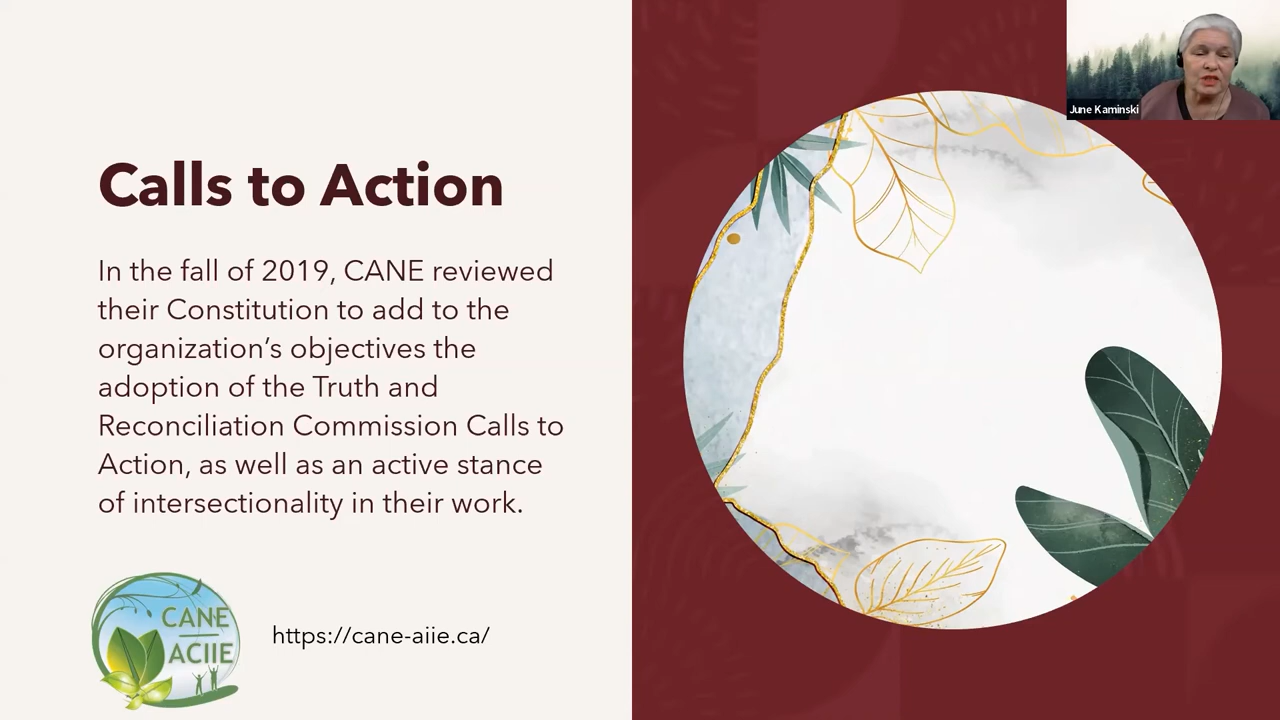 June Kaminski
Calls to Action
In the fall of 2019, CANE reviewed
their Constitution to add to the
organization's objectives the
adoption of the Truth and
Reconciliation Commission Calls to
Action, as well as an active stance
of intersectionality in their work.
CANE
ACIIE
https://cane-aiie.ca/